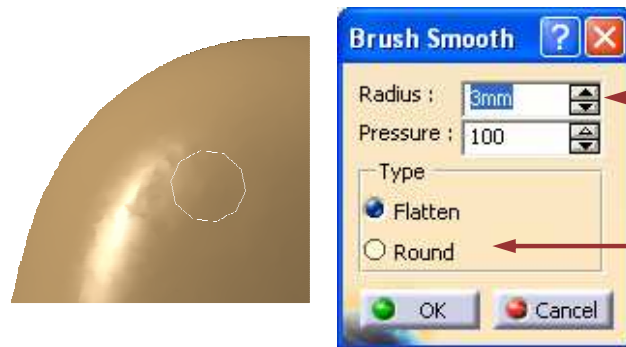 Brush Smooth
Radius : 3mm
Pressure : 100
Type
Flatten
Round
OK Cancel